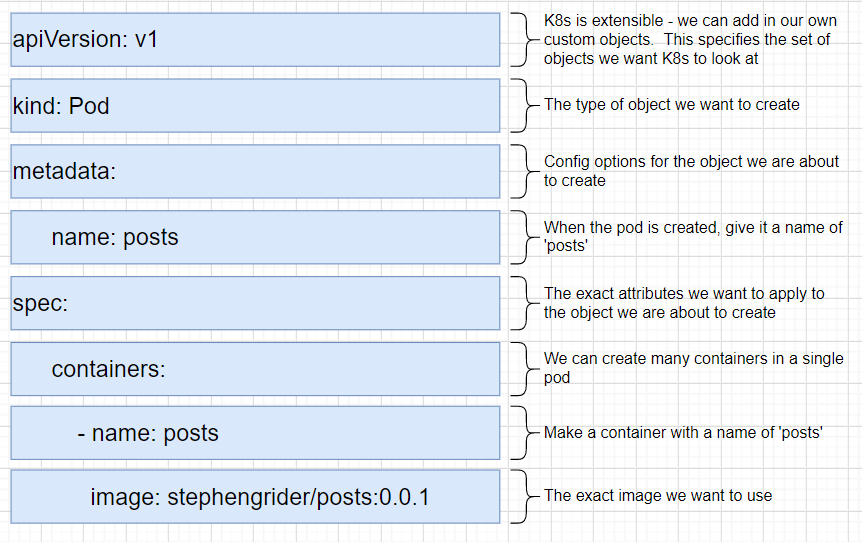 apiVersion: v1
K8s is extensible - we can add in our own
custom objects.  This specifies the set of
objects we want K8s to look at
kind: Pod
The type of object we want to create
metadata:
Config options for the object we are about
to create
name: posts
When the pod is created, give it a name of
'posts'
spec:
The exact attributes we want to apply to
the object we are about to create
containers:
We can create many containers in a single
pod
- name: posts
Make a container with a name of 'posts'
image: stephengrider/posts:0.0.1
The exact image we want to use